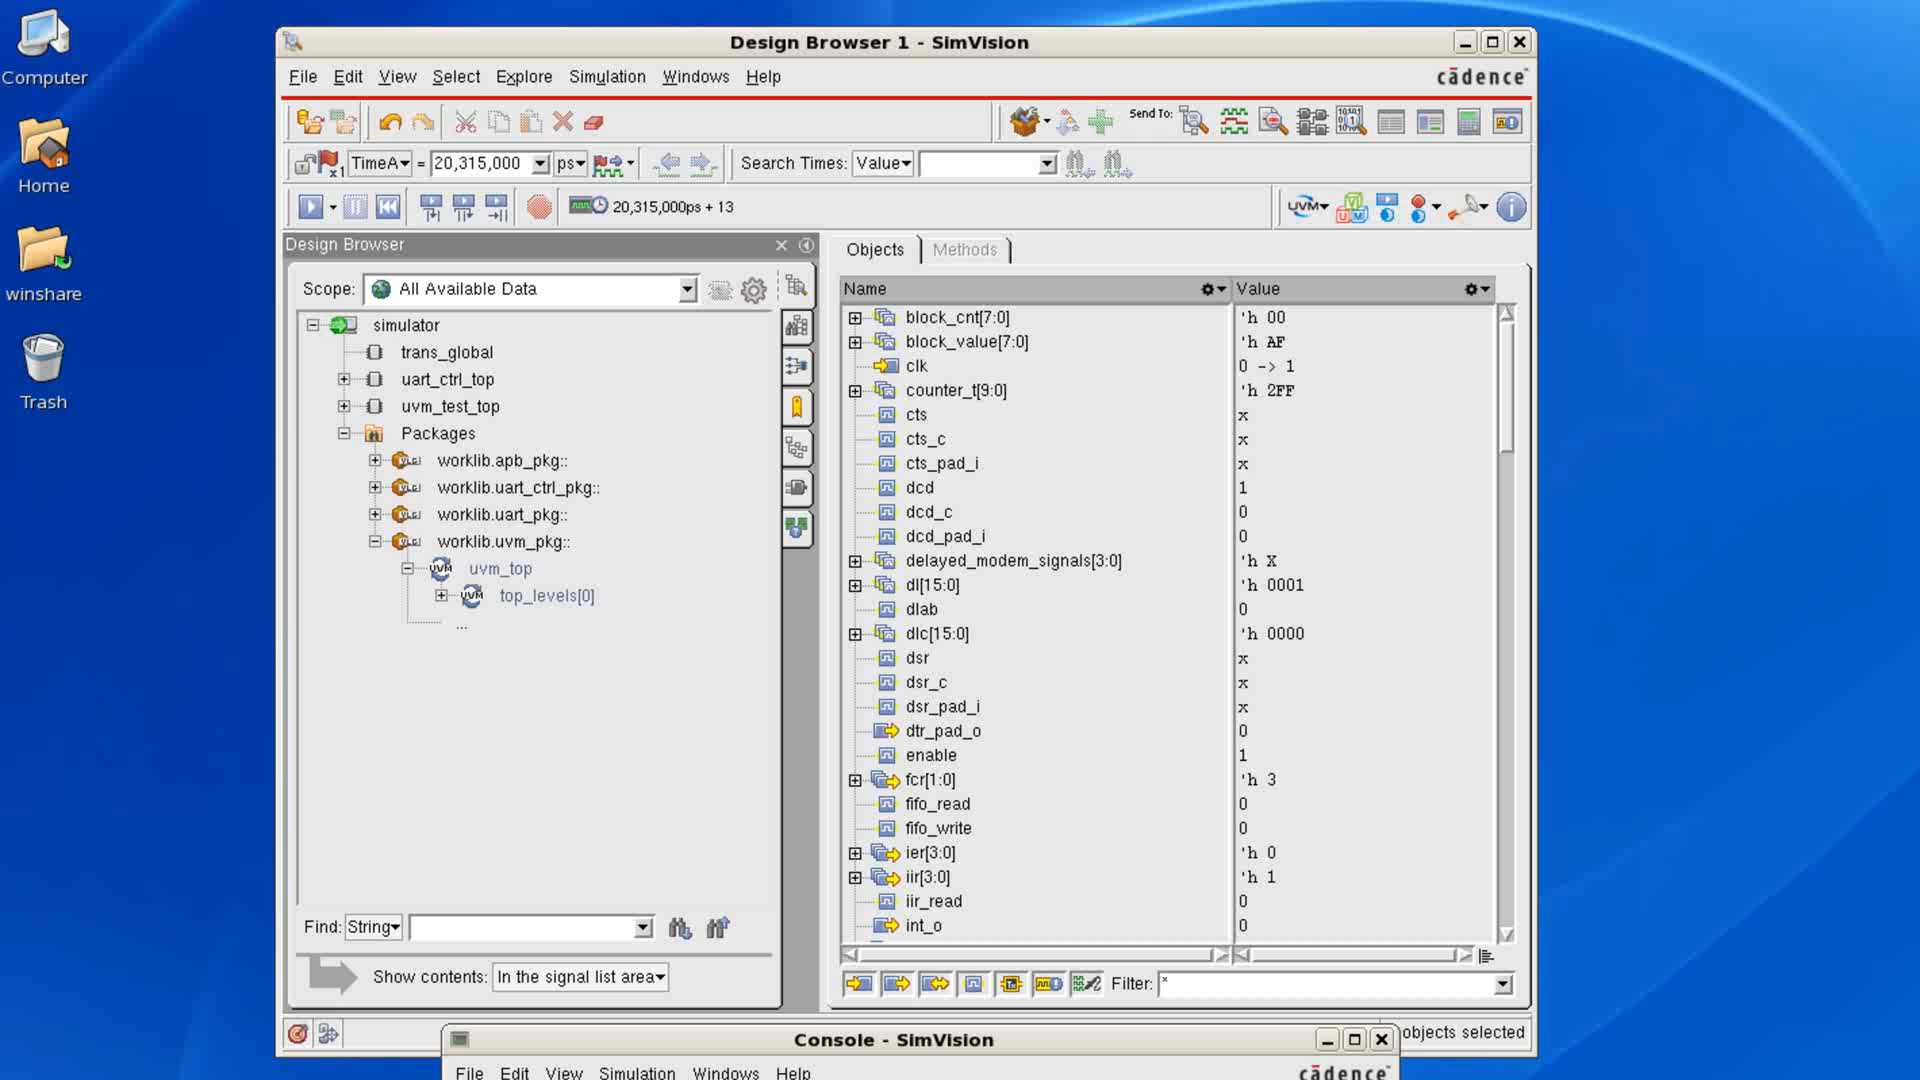 Computer
Home
winshare
Trash
Design Browser 1 - SimVision
File Edit View Select Explore Simulation Windows Help
cādence
Send To:
TimeA = 20,315,000 ps
Search Times: Value
20,315,000ps + 13
UVM
Design Browser
Scope: All Available Data
simulator
trans_global
uart_ctrl_top
uvm_test_top
Packages
worklib.apb_pkg::
worklib.uart_ctrl_pkg::
worklib.uart_pkg::
worklib.uvm_pkg::
uvm_top
top_levels[0]
...
Find: String
Show contents: In the signal list area
Objects Methods
Name Value
block_cnt[7:0] 'h 00
block_value[7:0] 'h AF
clk 0 -> 1
counter_t[9:0] 'h 2FF
cts x
cts_c x
cts_pad_i x
dcd 1
dcd_c 0
dcd_pad_i 0
delayed_modem_signals[3:0] 'h X
dl[15:0] 'h 0001
dlab 0
dlc[15:0] 'h 0000
dsr x
dsr_c x
dsr_pad_i x
dtr_pad_o 0
enable 1
fcr[1:0] 'h 3
fifo_read 0
fifo_write 0
ier[3:0] 'h 0
iir[3:0] 'h 1
iir_read 0
int_o 0
Filter: *
objects selected
Console - SimVision
File Edit View Simulation Windows Help
cādence